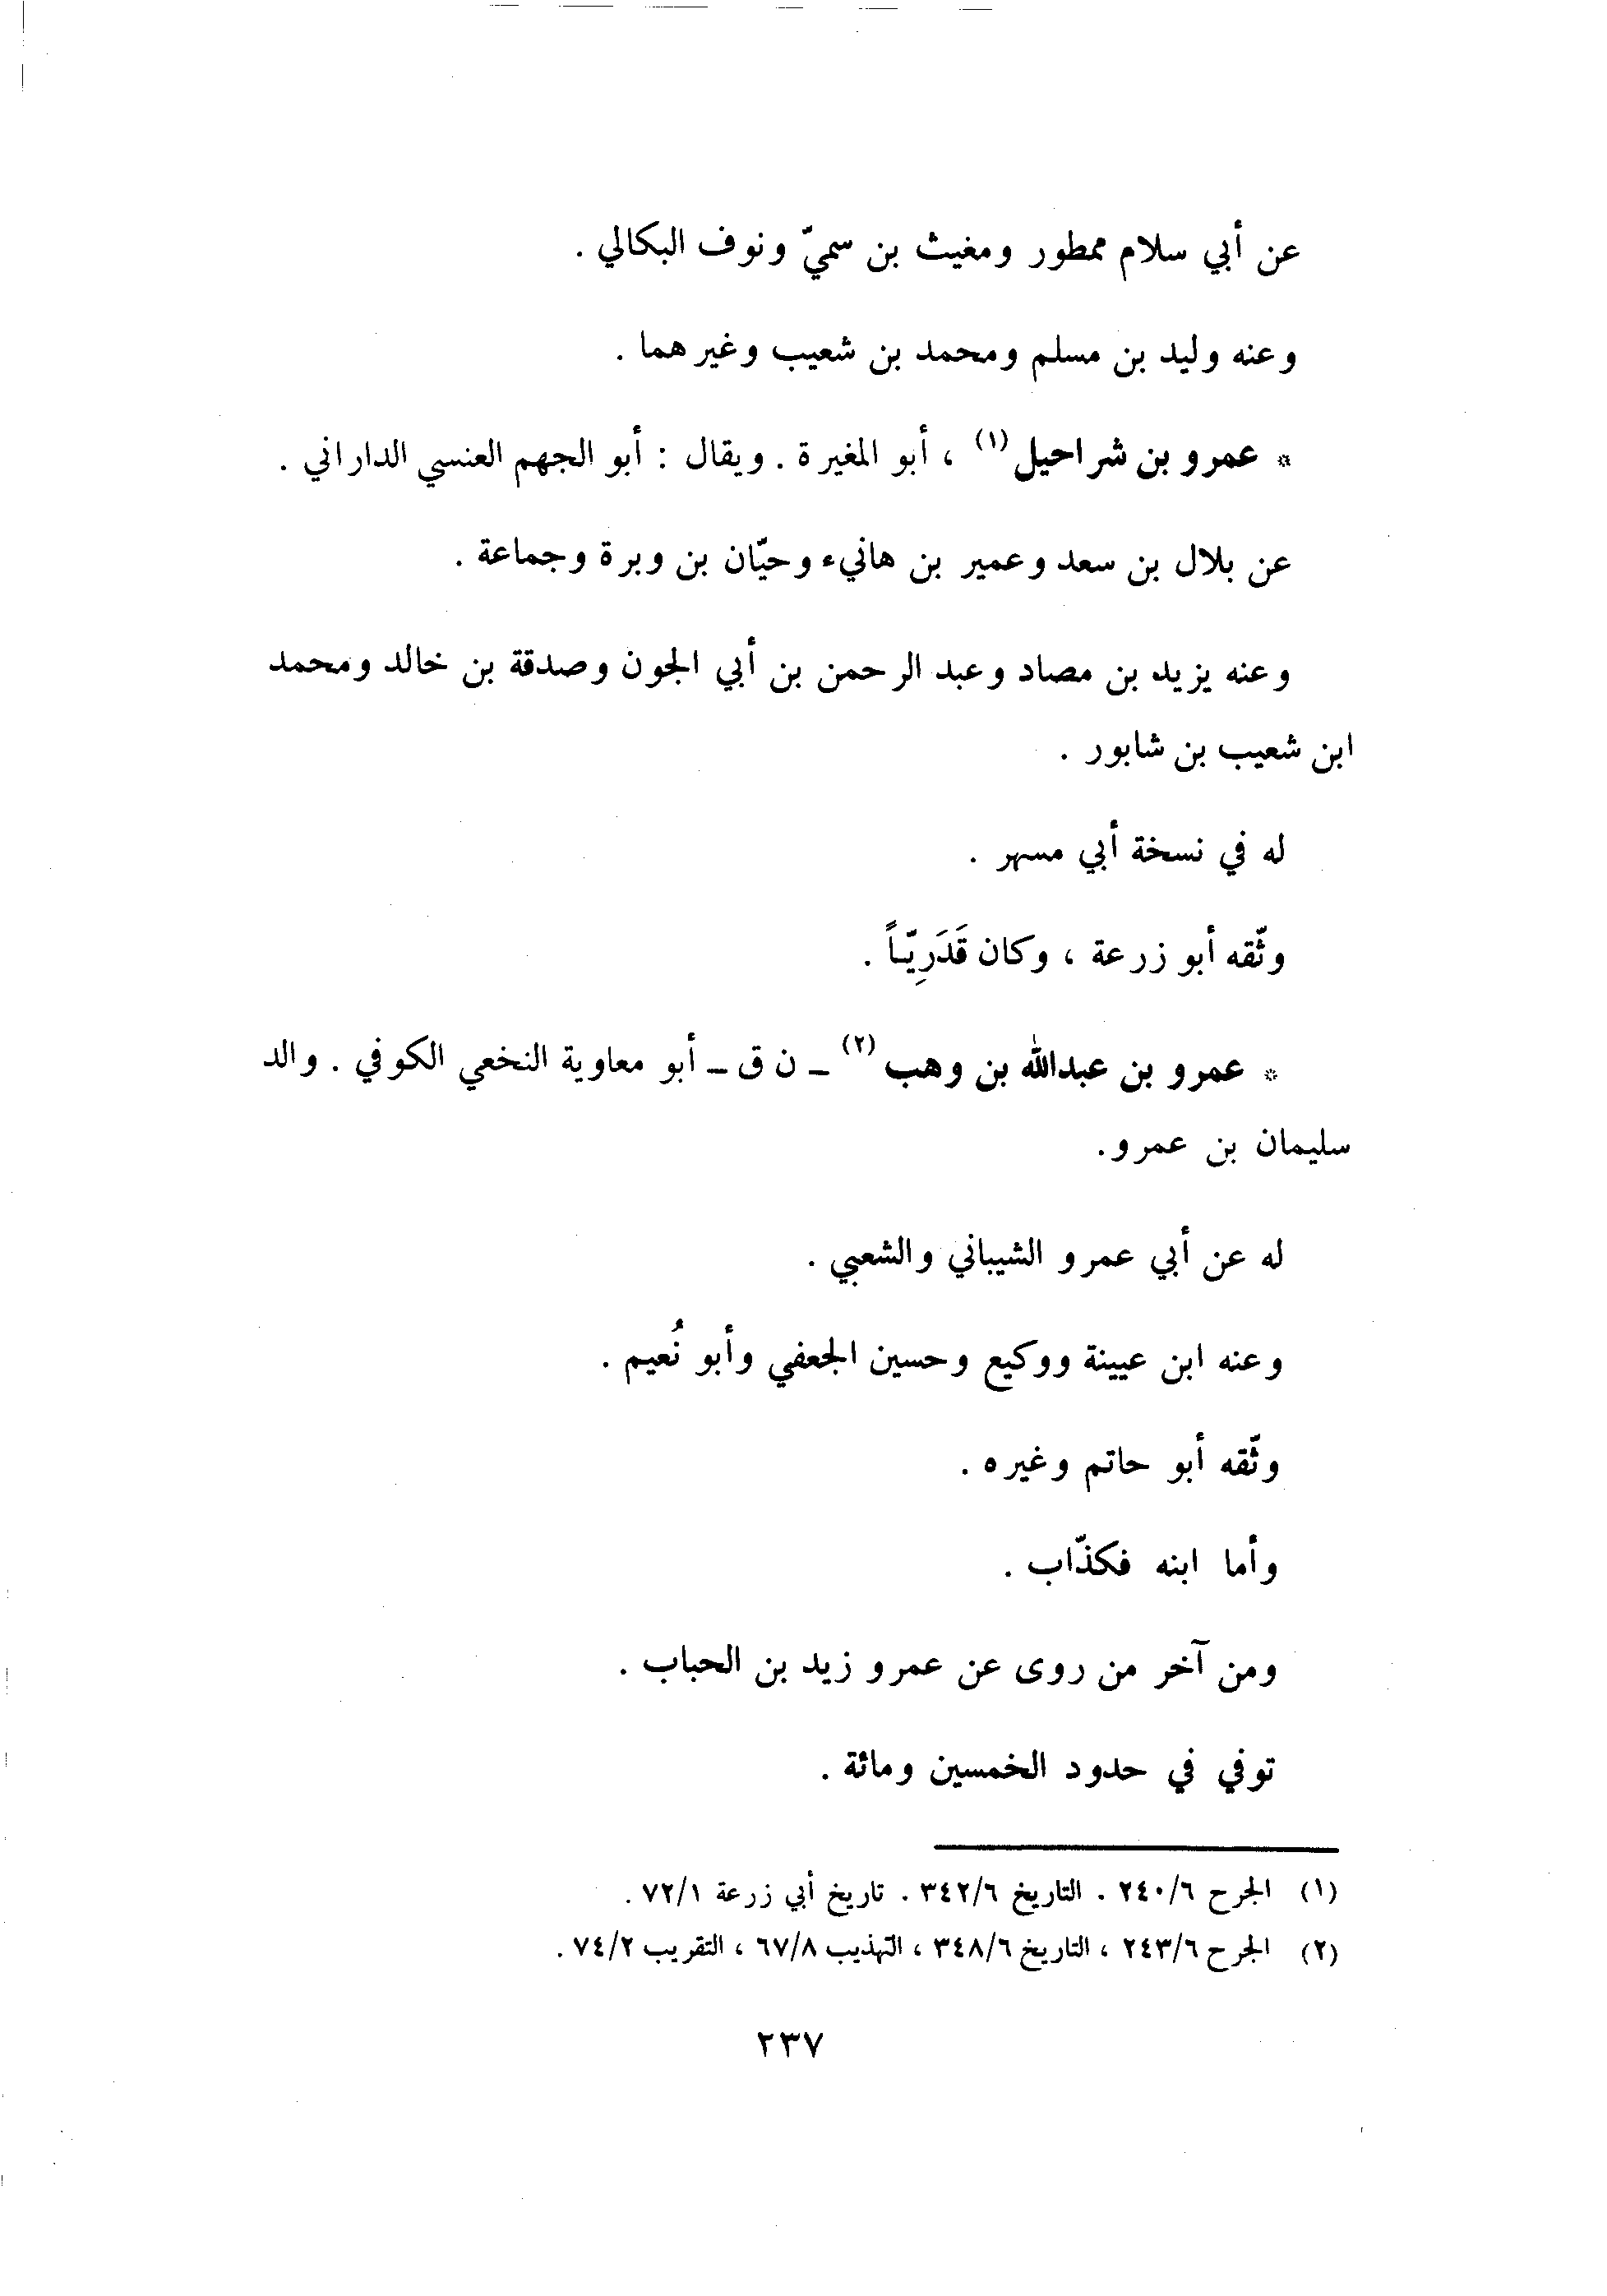 عن أبي سلام ممطور ومغيث بن سميّ ونوف البكالي .
وعنه وليد بن مسلم ومحمد بن شعيب وغيرهما .
* عمرو بن شراحيل (١) ، أبو المغيرة . ويقال : أبو الجهم العنسي الداراني .
عن بلال بن سعد وعمير بن هانيء وحيّان بن وبرة وجماعة .
وعنه يزيد بن مصاد وعبد الرحمن بن أبي الجون وصدقة بن خالد ومحمد
ابن شعيب بن شابور .
له في نسخة أبي مسهر .
وثّقه أبو زرعة ، وكان قَدَرِيّاً .
* عمرو بن عبدالله بن وهب (٢) ـ ن ق ـ أبو معاوية النخعي الكوفي . والد
سليمان بن عمرو.
له عن أبي عمرو الشيباني والشعبي .
وعنه ابن عيينة ووكيع وحسين الجعفي وأبو نُعيم .
وثّقه أبو حاتم وغيره .
وأما ابنه فكذّاب .
ومن آخر من روى عن عمرو زيد بن الحباب .
توفي في حدود الخمسين ومائة .
(١) الجرح ٢٤٠/٦ . التاريخ ٣٤٢/٦ . تاريخ أبي زرعة ٧٢/١ .
(٢) الجرح ٢٤٣/٦ ، التاريخ ٣٤٨/٦ ، التهذيب ٦٧/٨ ، التقريب ٧٤/٢ .
٢٣٧